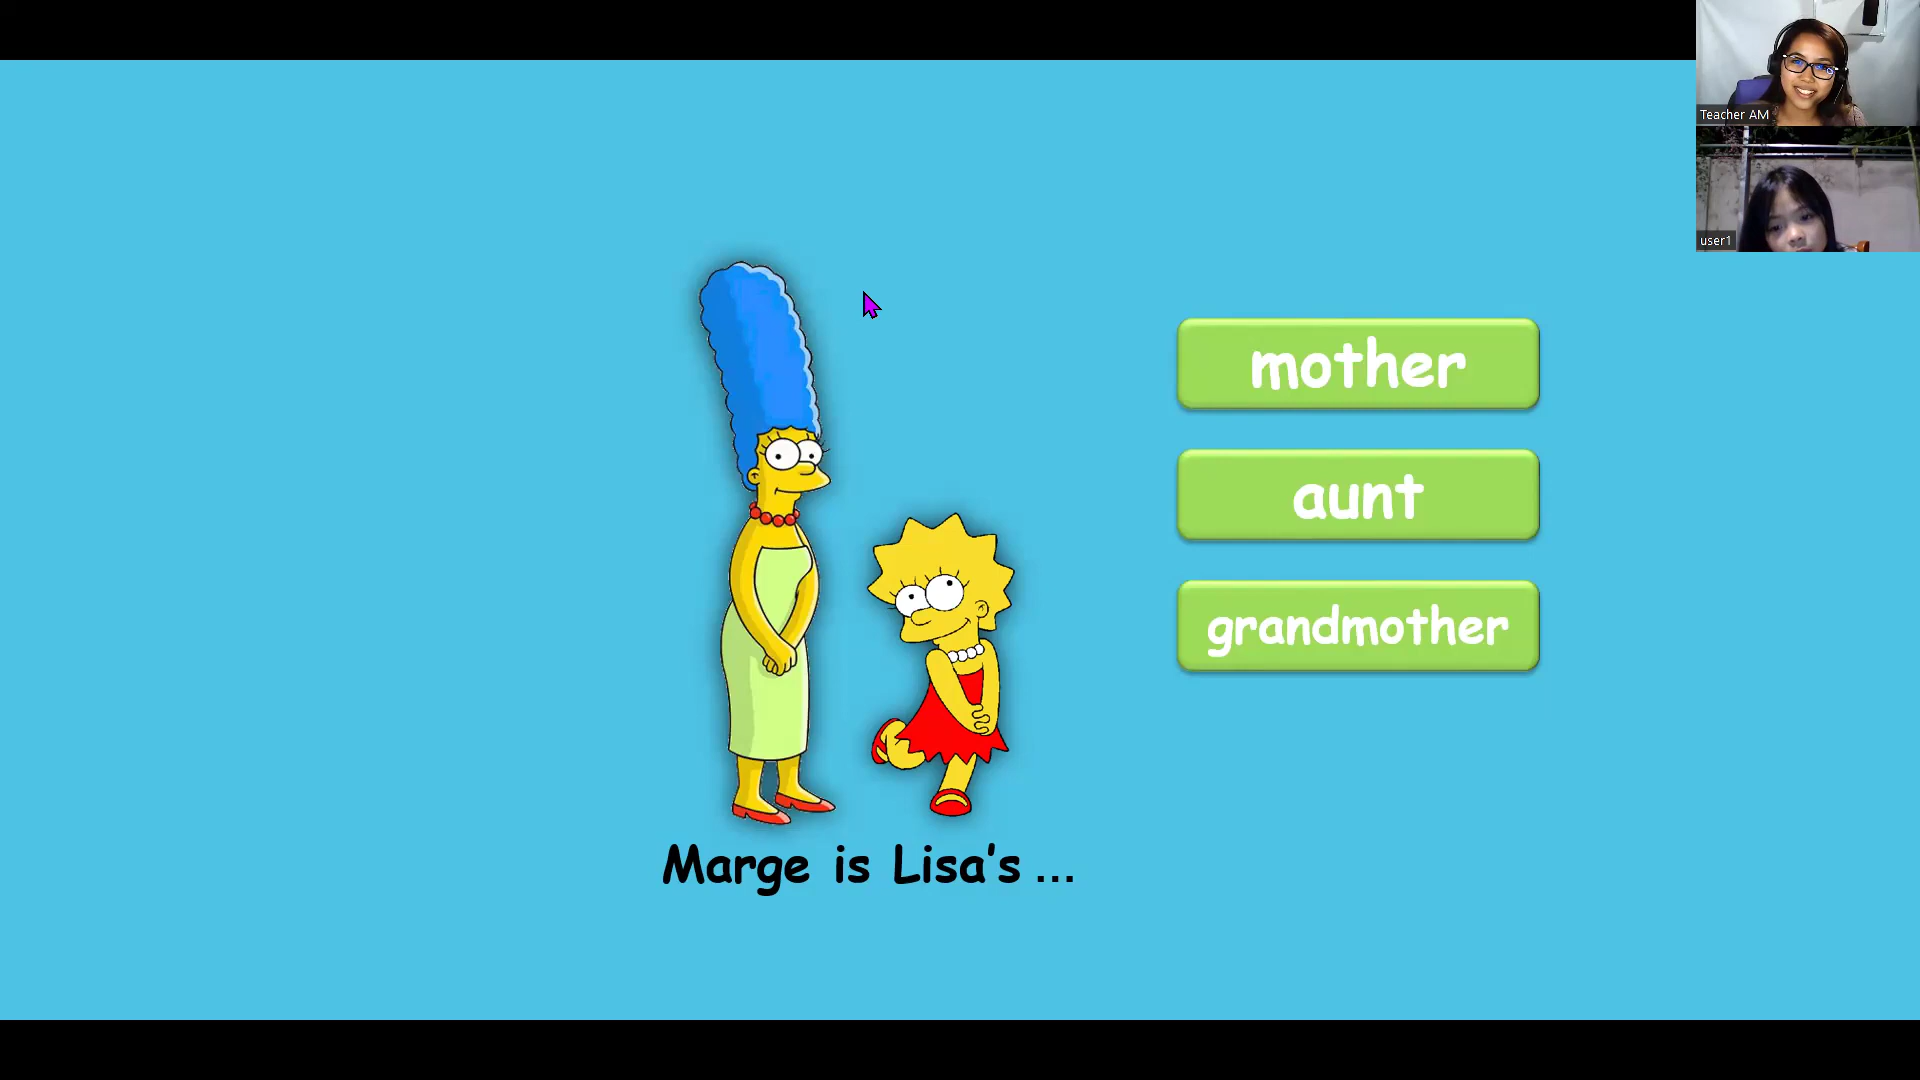 Teacher AM
user1
mother
aunt
grandmother
Marge is Lisa's ...